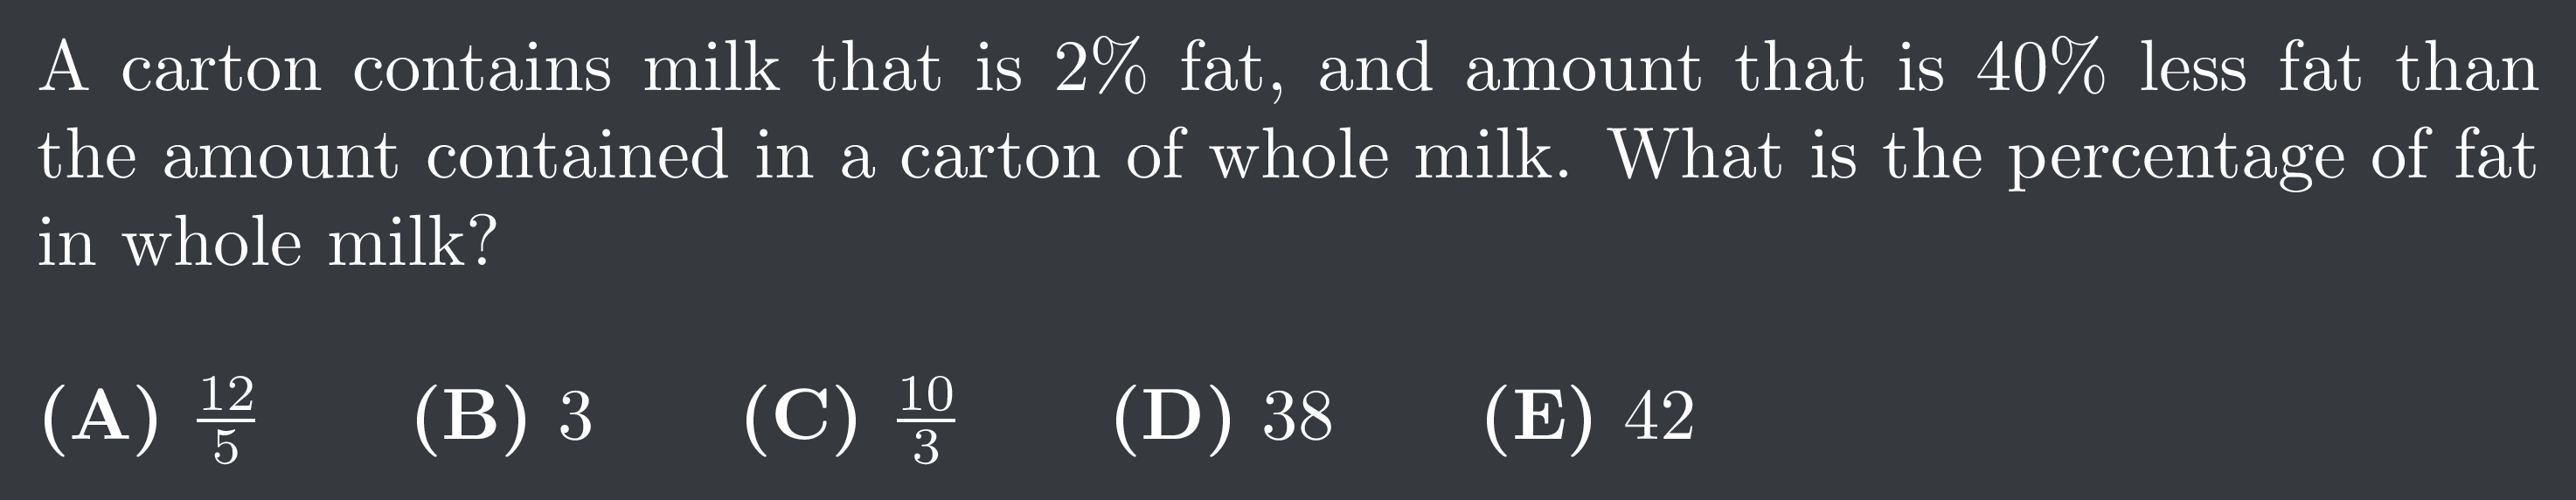 A carton contains milk that is 2% fat, and amount that is 40% less fat than
the amount contained in a carton of whole milk. What is the percentage of fat
in whole milk?
(A) 12/5 (B) 3 (C) 10/3 (D) 38 (E) 42